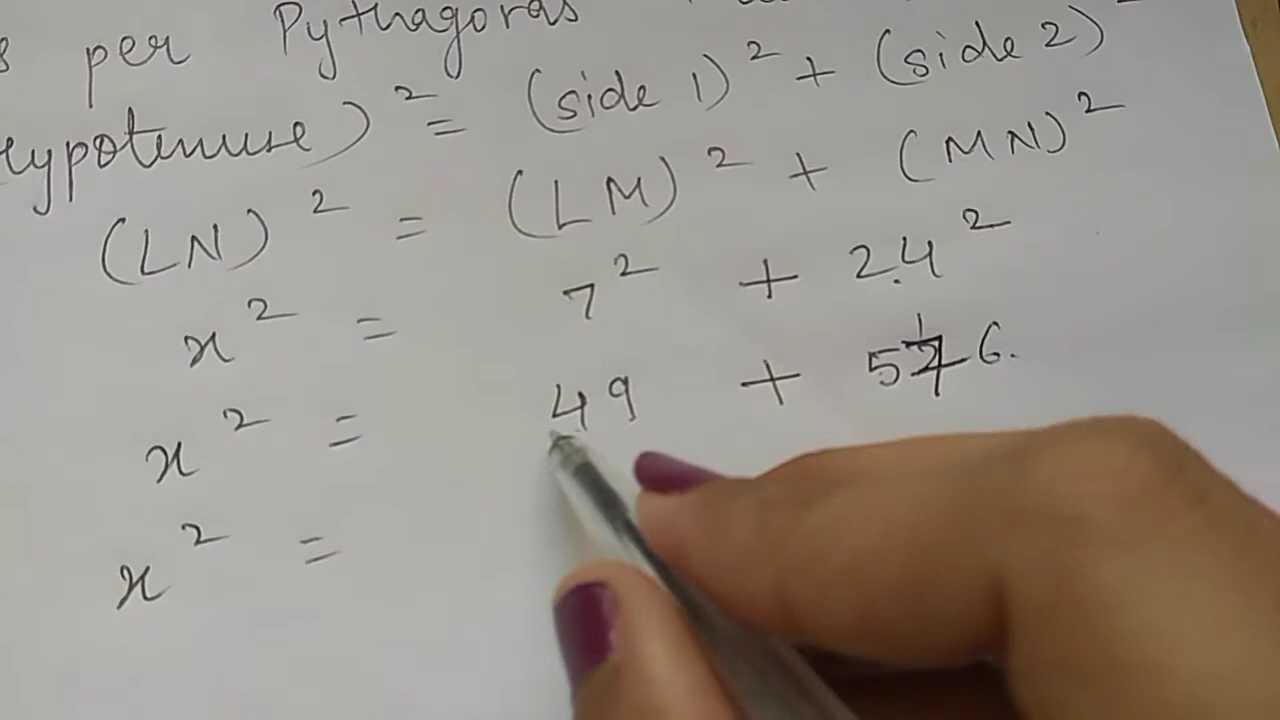 per Pythagoras
Hypotenuse)² = (side 1)² + (side 2)²
(LN)² = (LM)² + (MN)²
x² = 7² + 24²
x² = 49 + 576.
x² =